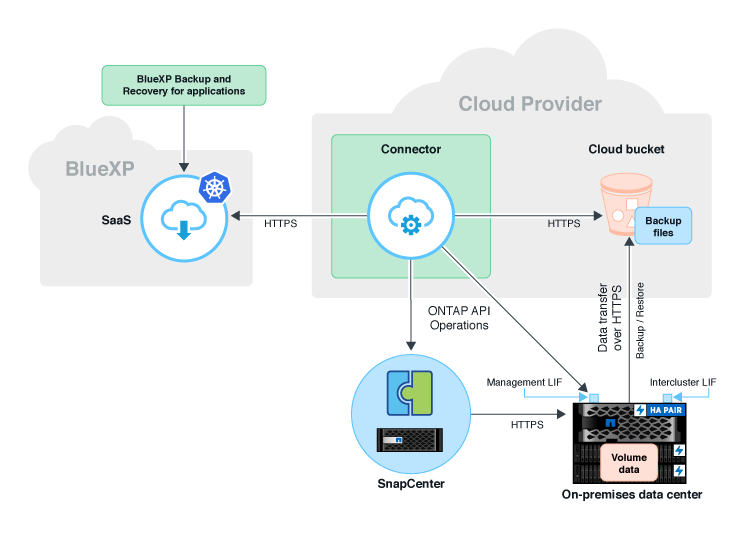 BlueXP Backup and
Recovery for applications
Cloud Provider
BlueXP
Connector
Cloud bucket
SaaS
HTTPS
HTTPS
Backup
files
ONTAP API
Operations
Data transfer
over HTTPS
Backup / Restore
Management LIF
Intercluster LIF
HA PAIR
HTTPS
Volume
data
SnapCenter
On-premises data center